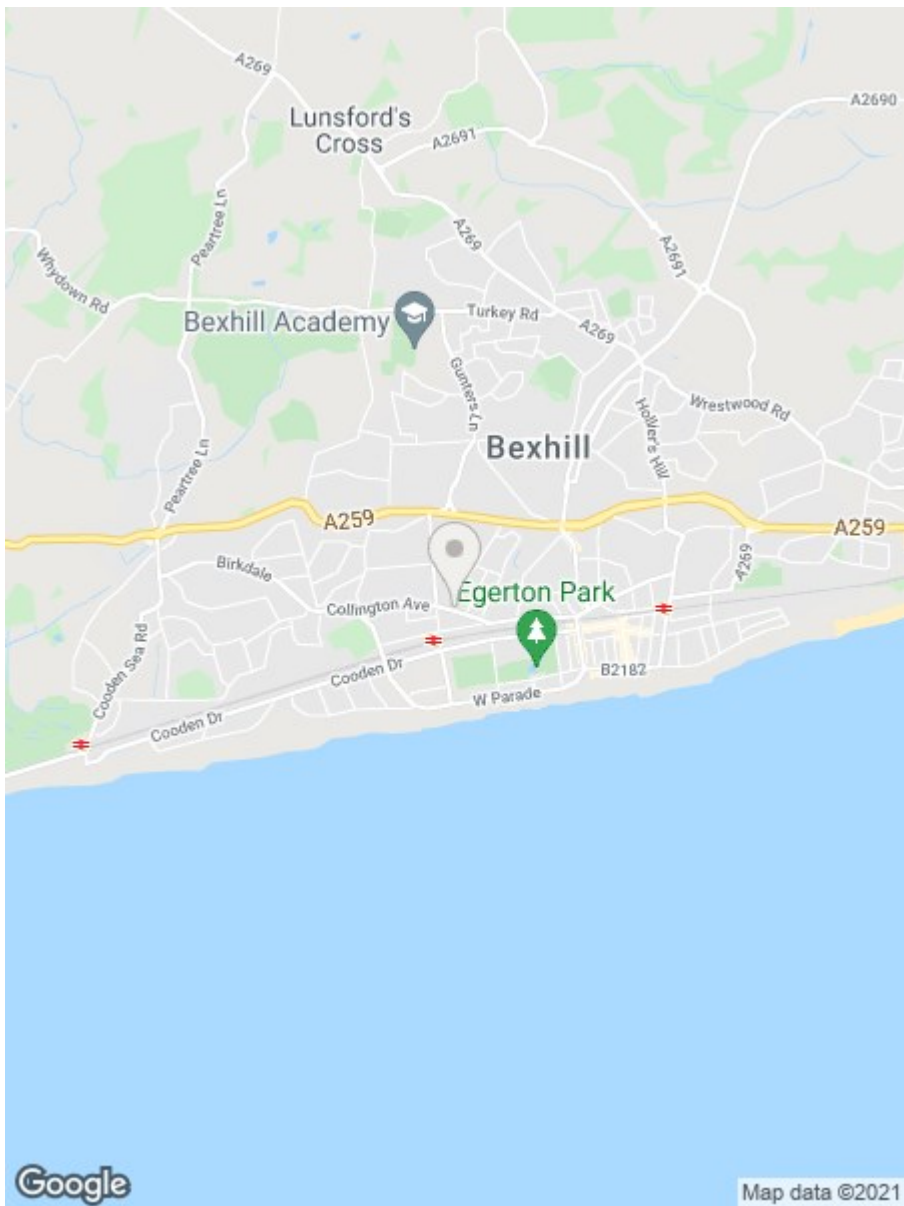 A269
A2690
Lunsford's
Cross
A2691
Peartree Ln
A269
A2691
Whydown Rd
Bexhill Academy
Turkey Rd
A269
Gunters Ln
Wrestwood Rd
Holliers Hill
Bexhill
Peartree Ln
A259
A259
A269
Birkdale
Collington Ave
Egerton Park
Cooden Sea Rd
Cooden Dr
B2182
W Parade
Cooden Dr
Google
Map data ©2021